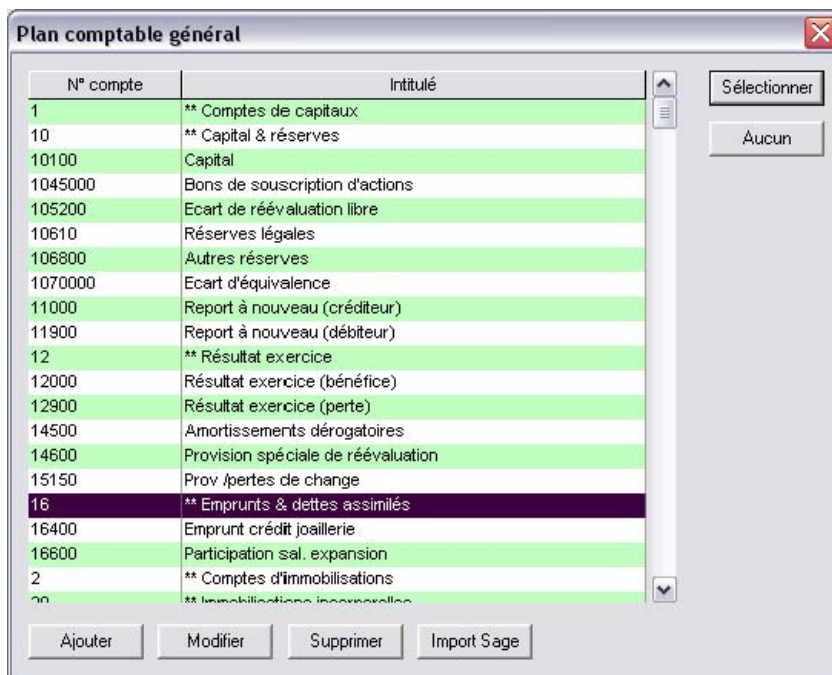 Plan comptable général
N° compte Intitulé
Sélectionner
Aucun
1 ** Comptes de capitaux
10 ** Capital & réserves
10100 Capital
1045000 Bons de souscription d'actions
105200 Ecart de réévaluation libre
10610 Réserves légales
106800 Autres réserves
1070000 Ecart d'équivalence
11000 Report à nouveau (créditeur)
11900 Report à nouveau (débiteur)
12 ** Résultat exercice
12000 Résultat exercice (bénéfice)
12900 Résultat exercice (perte)
14500 Amortissements dérogatoires
14600 Provision spéciale de réévaluation
15150 Prov /pertes de change
16 ** Emprunts & dettes assimilés
16400 Emprunt crédit joaillerie
16600 Participation sal. expansion
2 ** Comptes d'immobilisations
20 ** Immobilisations incorporelles
Ajouter Modifier Supprimer Import Sage